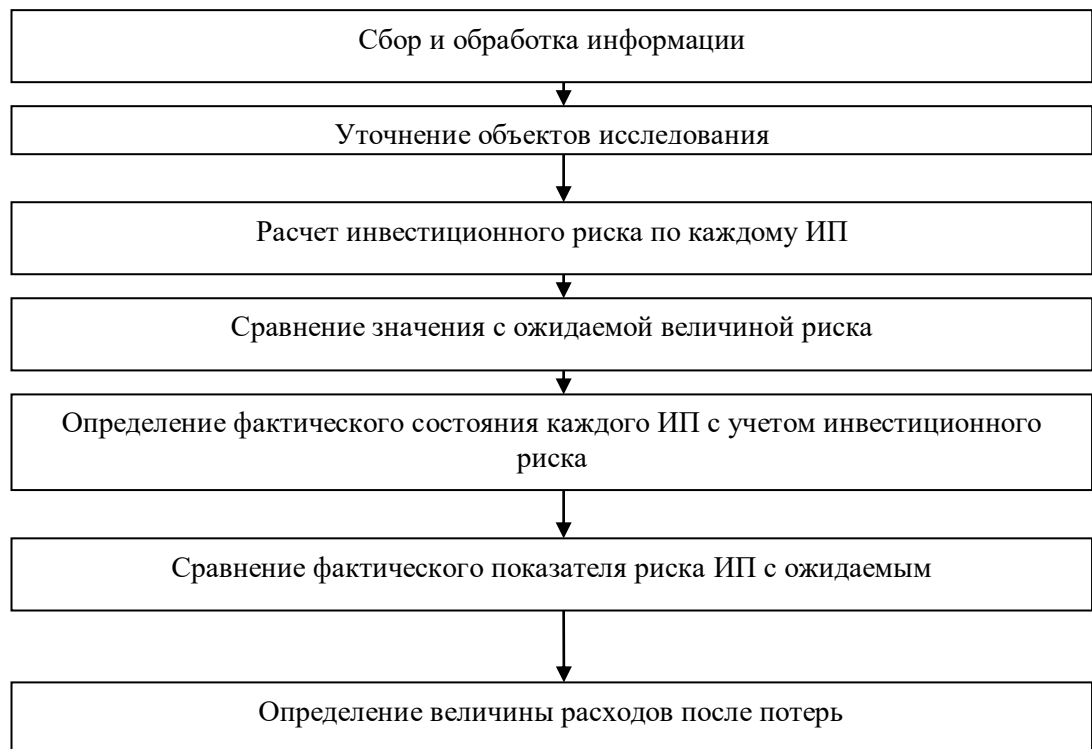 Сбор и обработка информации
Уточнение объектов исследования
Расчет инвестиционного риска по каждому ИП
Сравнение значения с ожидаемой величиной риска
Определение фактического состояния каждого ИП с учетом инвестиционного
риска
Сравнение фактического показателя риска ИП с ожидаемым
Определение величины расходов после потерь